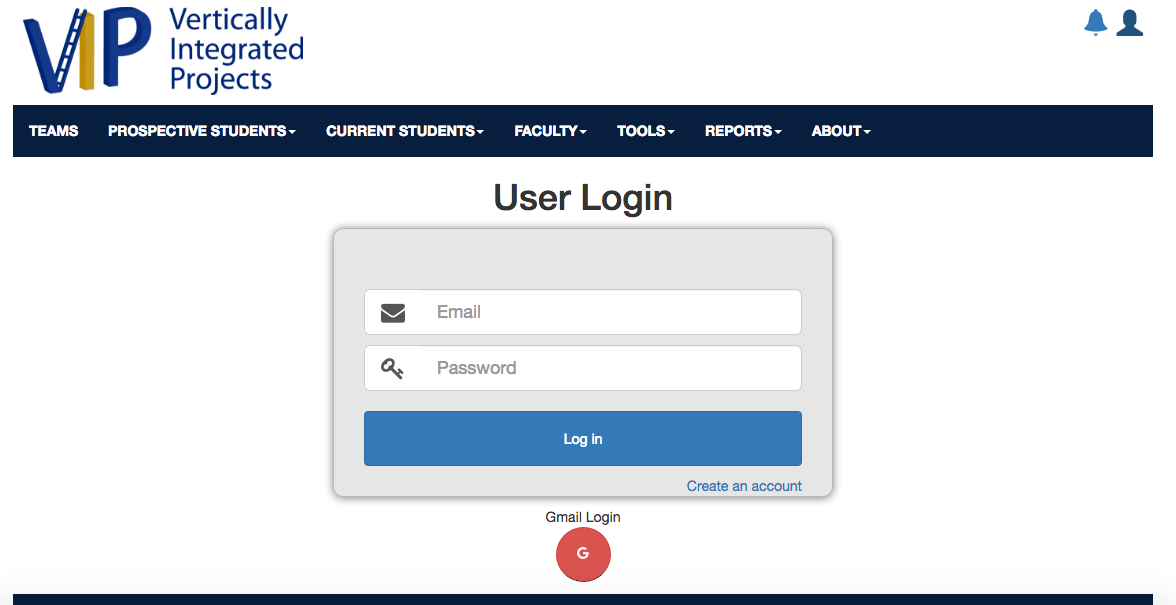 VIP
Vertically
Integrated
Projects
TEAMS PROSPECTIVE STUDENTS CURRENT STUDENTS FACULTY TOOLS REPORTS ABOUT
User Login
Email
Password
Log in
Create an account
Gmail Login
G